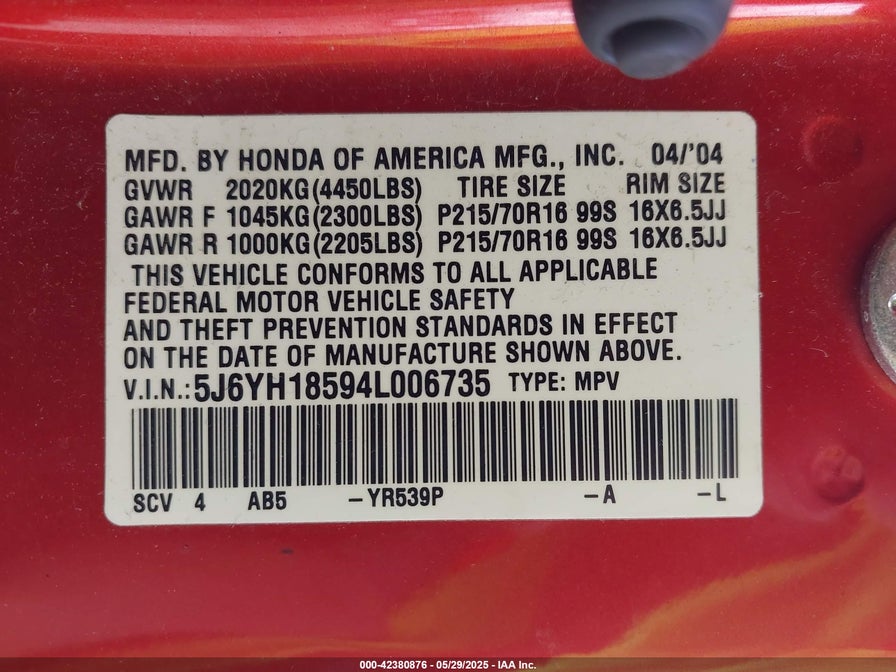 MFD. BY HONDA OF AMERICA MFG., INC. 04/'04
GVWR 2020KG(4450LBS) TIRE SIZE RIM SIZE
GAWR F 1045KG(2300LBS) P215/70R16 99S 16X6.5JJ
GAWR R 1000KG(2205LBS) P215/70R16 99S 16X6.5JJ
THIS VEHICLE CONFORMS TO ALL APPLICABLE
FEDERAL MOTOR VEHICLE SAFETY
AND THEFT PREVENTION STANDARDS IN EFFECT
ON THE DATE OF MANUFACTURE SHOWN ABOVE.
V.I.N.: 5J6YH18594L006735 TYPE: MPV
SCV 4 AB5 –YR539P –A –L
000-42380876 - 05/29/2025 - IAA Inc.